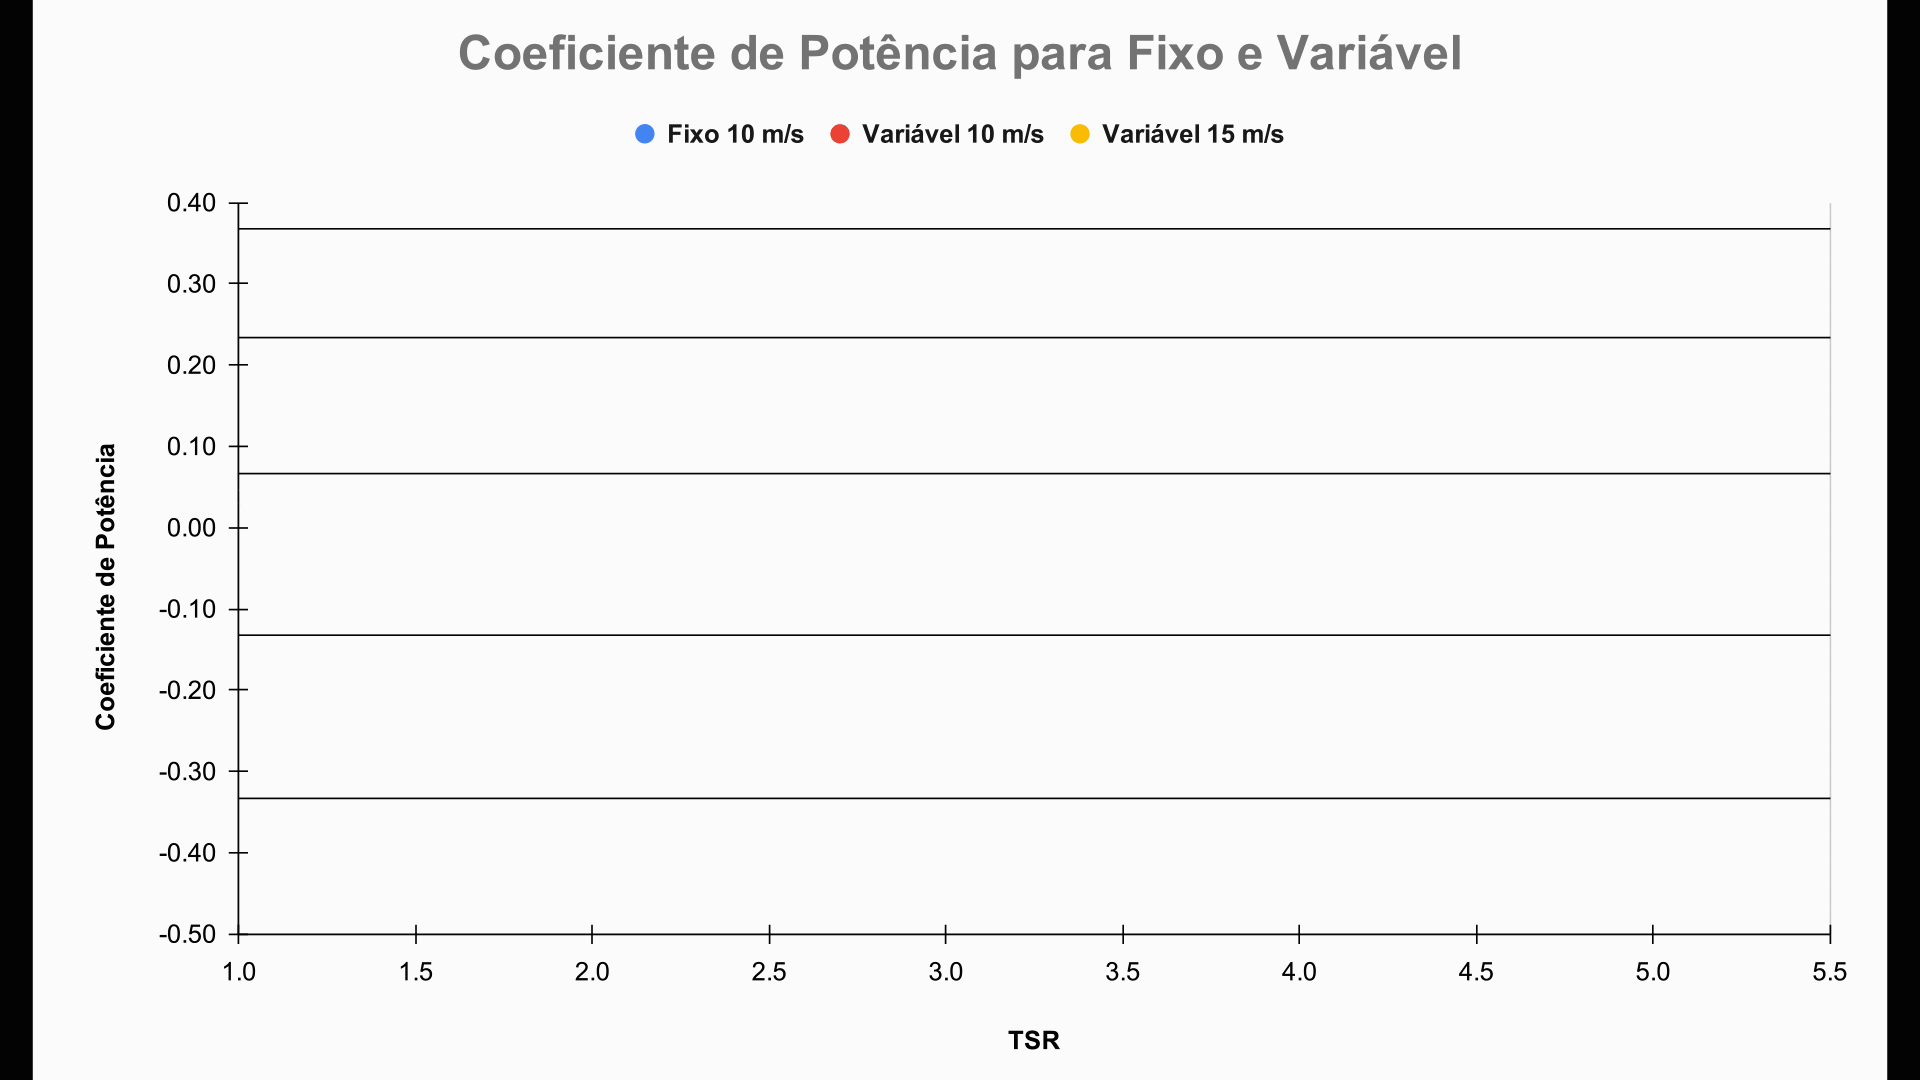 Coeficiente de Potência para Fixo e Variável
Fixo 10 m/s Variável 10 m/s Variável 15 m/s
0.40
0.30
0.20
0.10
0.00
-0.10
-0.20
-0.30
-0.40
-0.50
Coeficiente de Potência
1.0 1.5 2.0 2.5 3.0 3.5 4.0 4.5 5.0 5.5
TSR